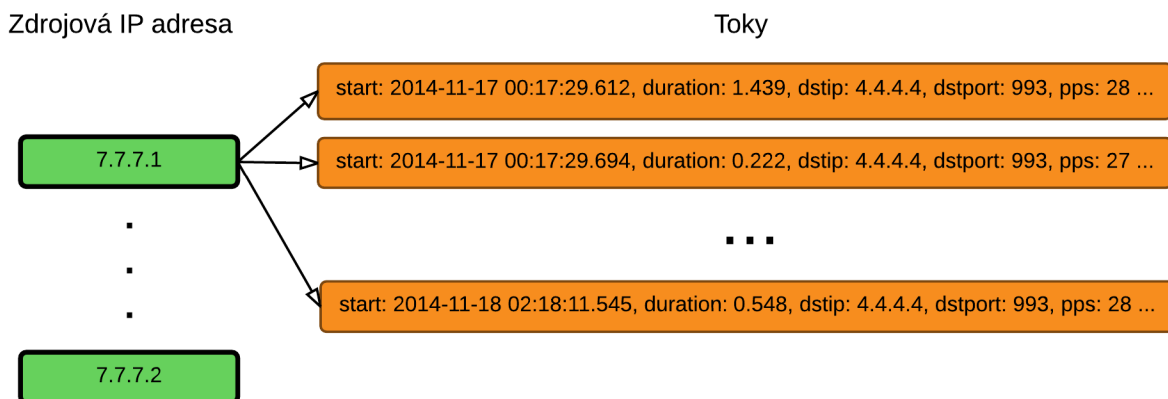 Zdrojová IP adresa
Toky
start: 2014-11-17 00:17:29.612, duration: 1.439, dstip: 4.4.4.4, dstport: 993, pps: 28 ...
7.7.7.1
start: 2014-11-17 00:17:29.694, duration: 0.222, dstip: 4.4.4.4, dstport: 993, pps: 27 ...
...
start: 2014-11-18 02:18:11.545, duration: 0.548, dstip: 4.4.4.4, dstport: 993, pps: 28 ...
7.7.7.2